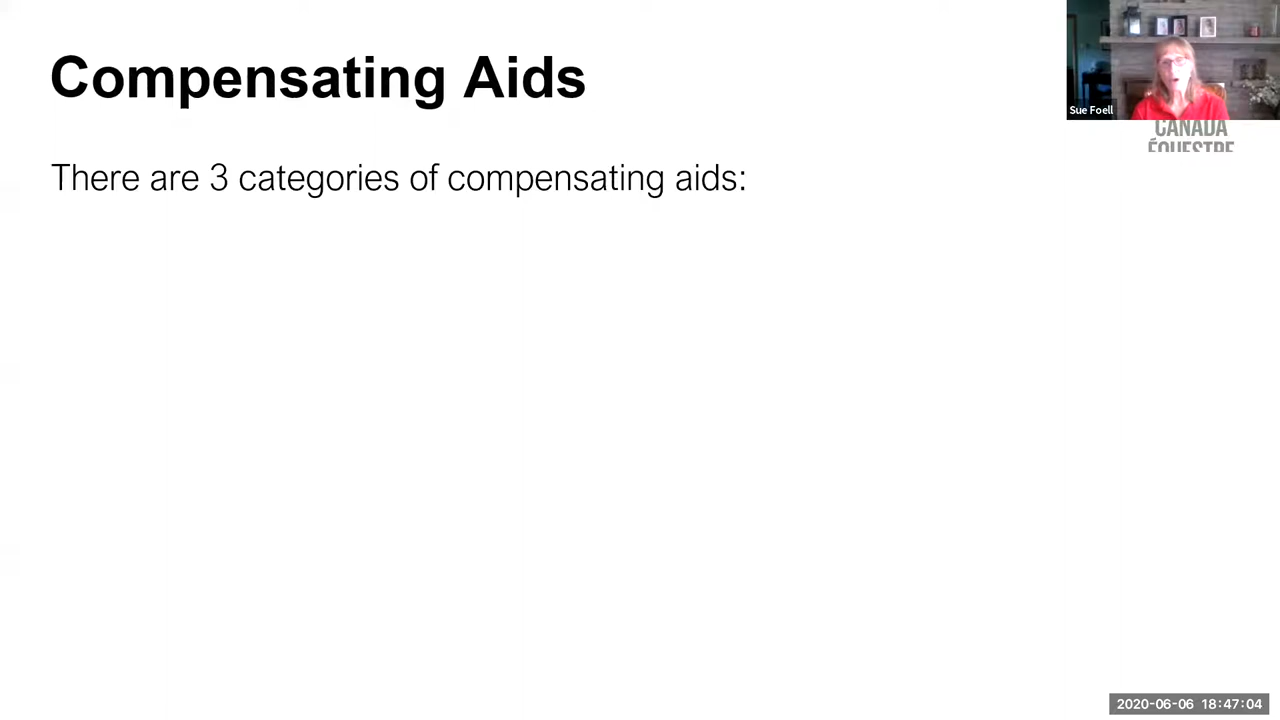 Compensating Aids
Sue Foell
CANADA
ÉQUESTRE
There are 3 categories of compensating aids:
2020-06-06 18:47:04